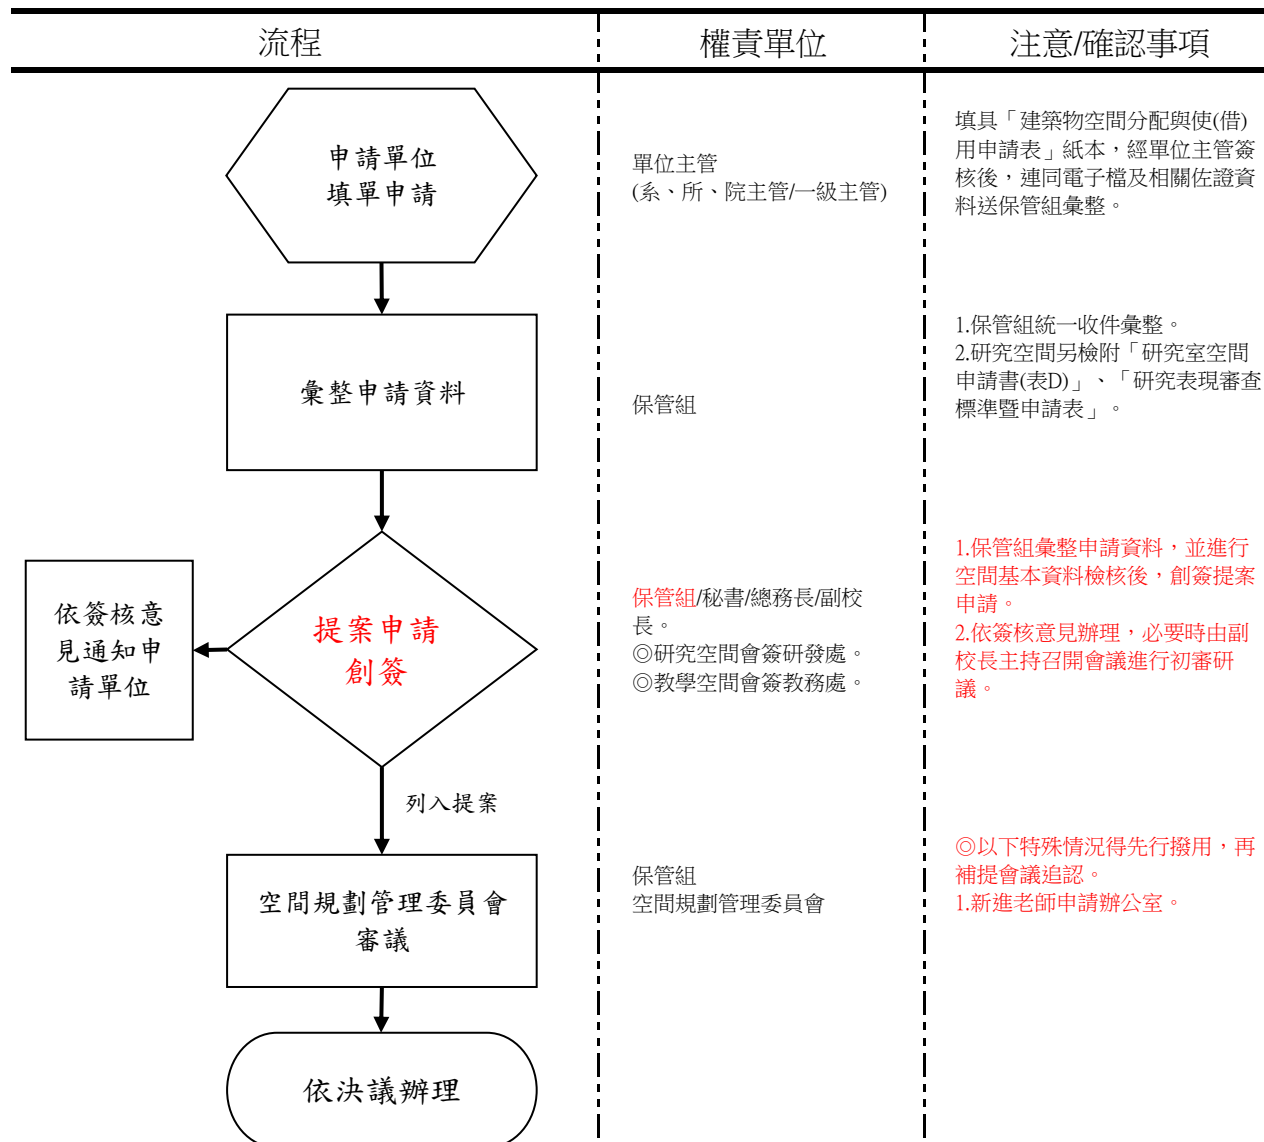 流程
權責單位
注意/確認事項
申請單位
填單申請
單位主管
(系、所、院主管/一級主管)
填具「建築物空間分配與使(借)
用申請表」紙本，經單位主管簽
核後，連同電子檔及相關佐證資
料送保管組彙整。
彙整申請資料
保管組
1.保管組統一收件彙整。
2.研究空間另檢附「研究室空間
申請書(表D)」、「研究表現審查
標準暨申請表」。
依簽核意
見通知申
請單位
提案申請
創簽
保管組/秘書/總務長/副校
長。
◎研究空間會簽研發處。
◎教學空間會簽教務處。
1.保管組彙整申請資料，並進行
空間基本資料檢核後，創簽提案
申請。
2.依簽核意見辦理，必要時由副
校長主持召開會議進行初審研
議。
列入提案
空間規劃管理委員會
審議
保管組
空間規劃管理委員會
◎以下特殊情況得先行撥用，再
補提會議追認。
1.新進老師申請辦公室。
依決議辦理